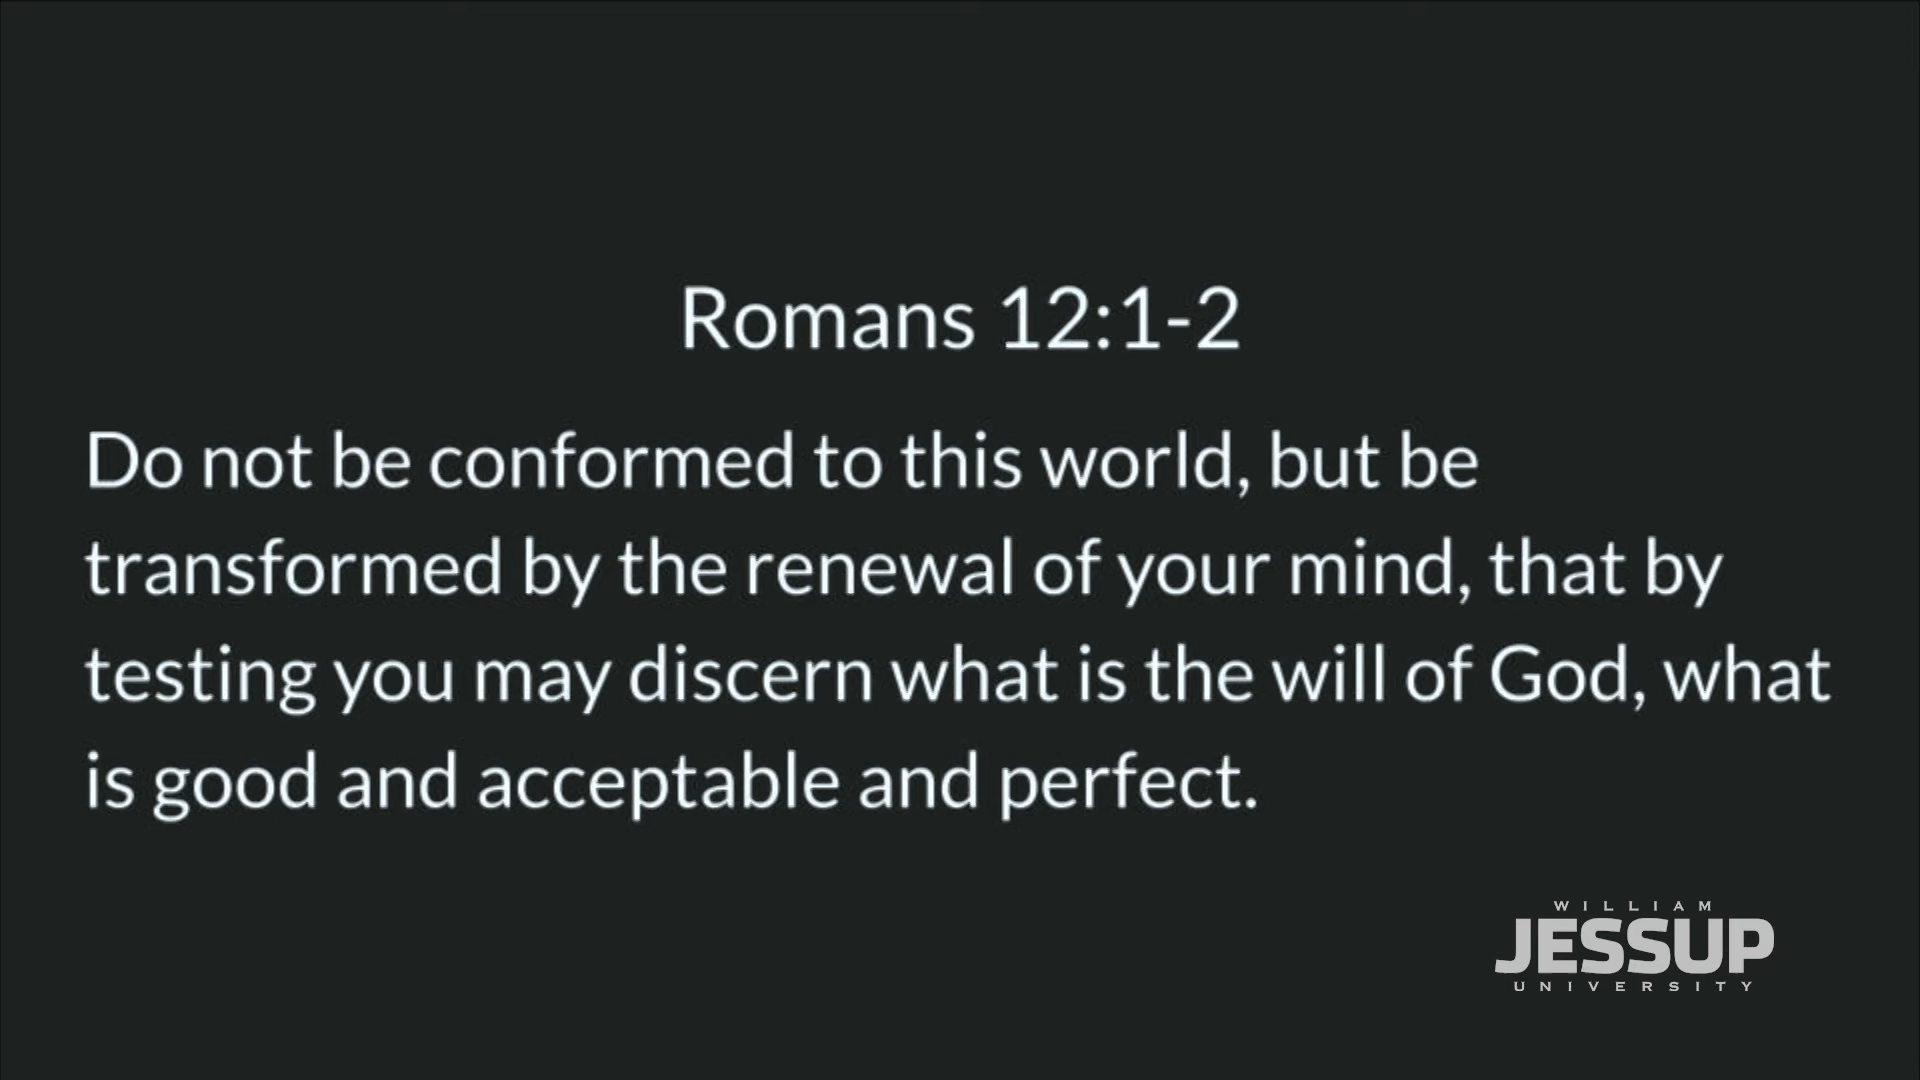 Romans 12:1-2
Do not be conformed to this world, but be
transformed by the renewal of your mind, that by
testing you may discern what is the will of God, what
is good and acceptable and perfect.
WILLIAM
JESSUP
UNIVERSITY